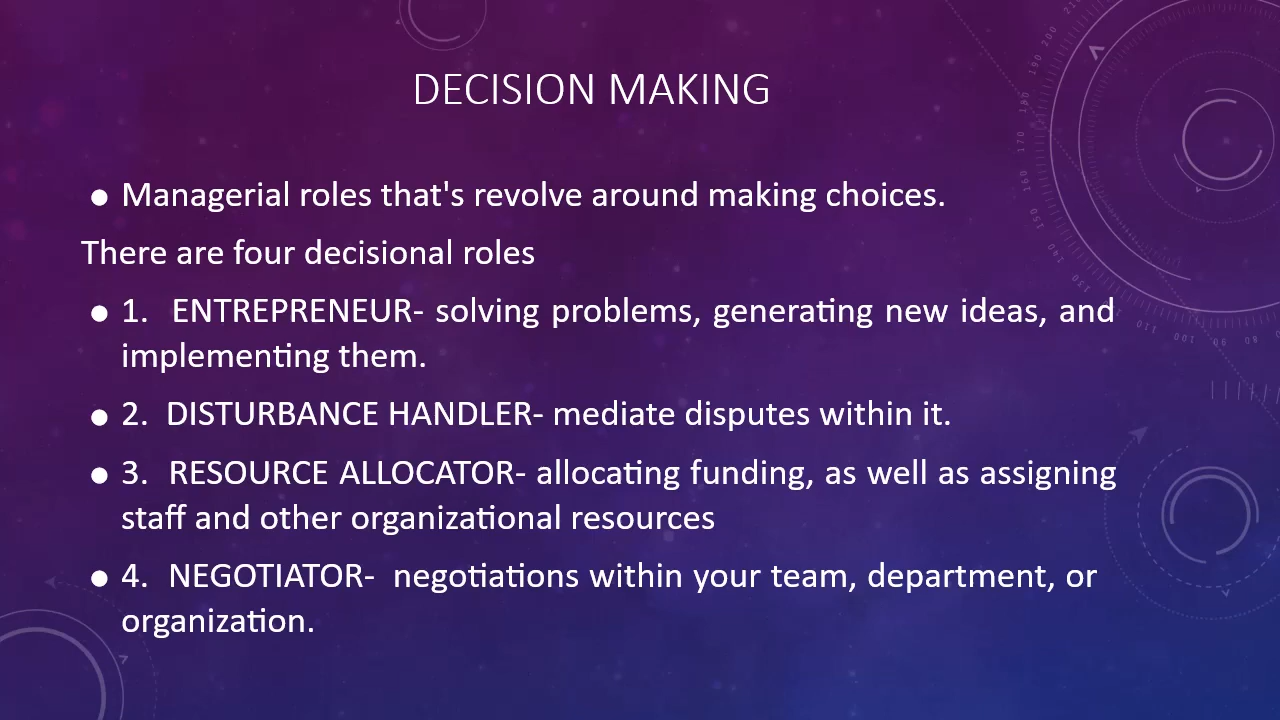 DECISION MAKING
• Managerial roles that's revolve around making choices.
There are four decisional roles
• 1. ENTREPRENEUR- solving problems, generating new ideas, and
implementing them.
• 2. DISTURBANCE HANDLER- mediate disputes within it.
• 3. RESOURCE ALLOCATOR- allocating funding, as well as assigning
staff and other organizational resources
• 4. NEGOTIATOR- negotiations within your team, department, or
organization.